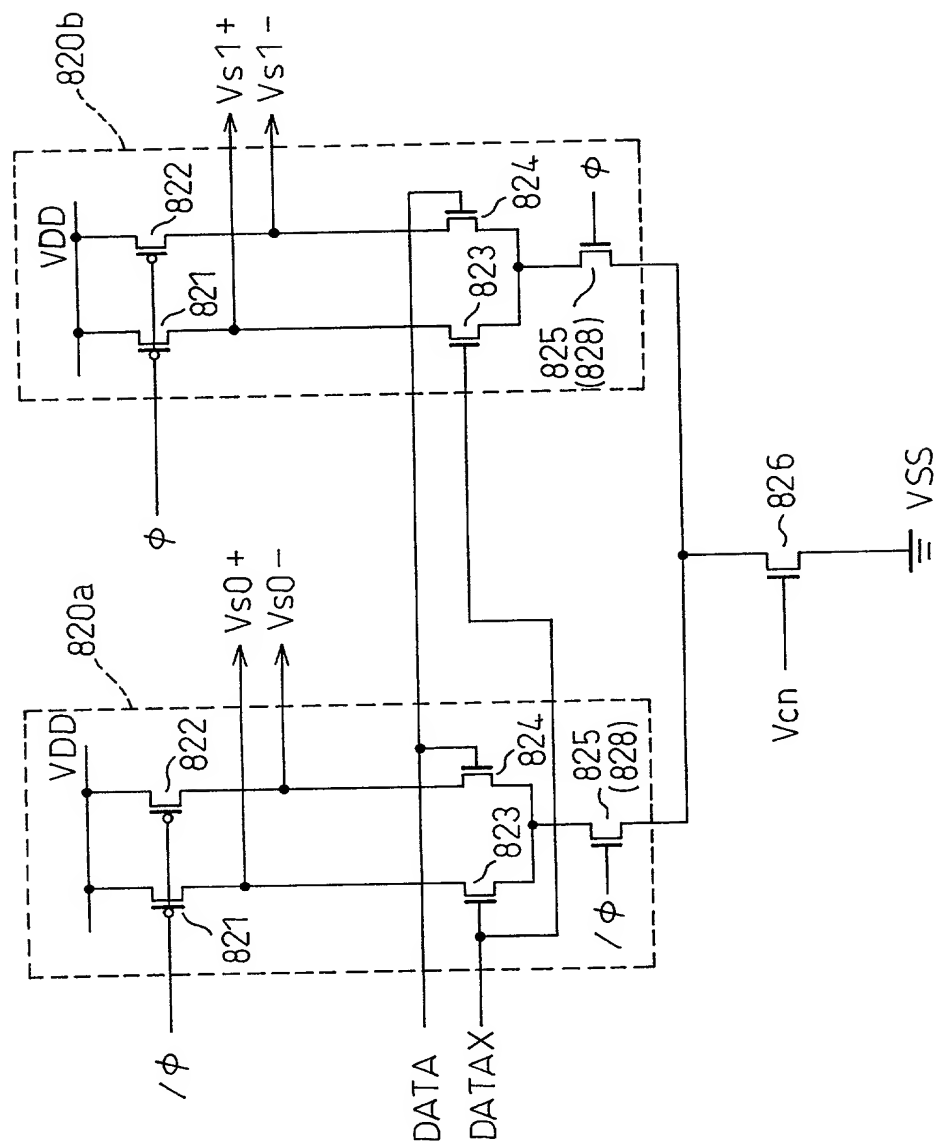 820a
820b
VDD
VDD
822
822
821
821
/ϕ
ϕ
Vs0+
Vs0-
Vs1+
Vs1-
DATA
DATAX
823
824
823
824
825
(828)
825
(828)
/ϕ
ϕ
Vcn
826
VSS